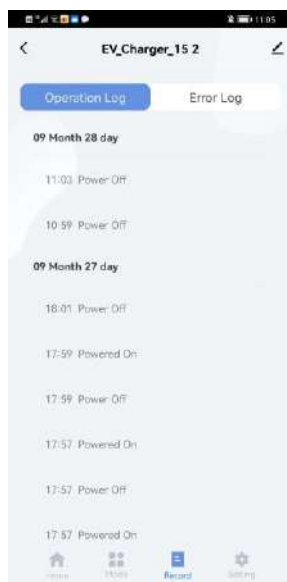 11:05
EV_Charger_15 2
Operation Log Error Log
09 Month 28 day
11:03 Power Off
10:59 Power Off
09 Month 27 day
18:01 Power Off
17:59 Powered On
17:59 Power Off
17:57 Powered On
17:57 Power Off
17:57 Powered On
Home Mode Record Setting